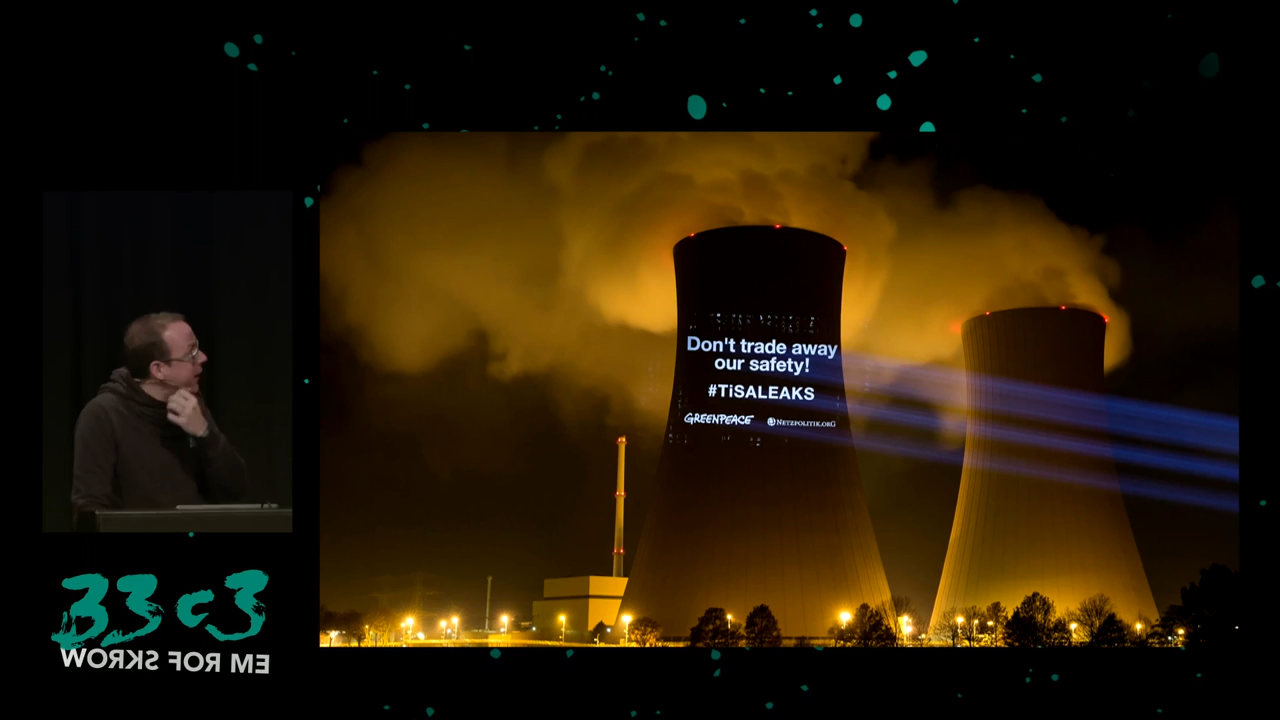 Don't trade away
our safety!
#TiSALEAKS
GREENPEACE NETZPOLITIK.ORG
33c3
WORKS FOR ME